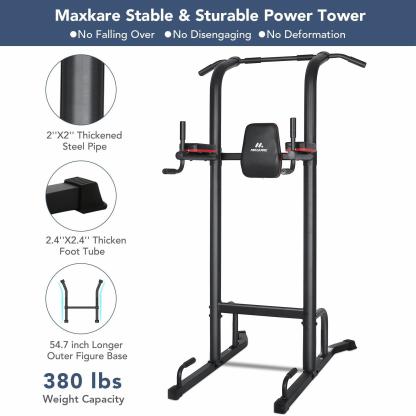 Maxkare Stable & Sturable Power Tower
●No Falling Over ●No Disengaging ●No Deformation
2''X2'' Thickened
Steel Pipe
2.4''X2.4'' Thicken
Foot Tube
54.7 inch Longer
Outer Figure Base
380 lbs
Weight Capacity
MAXKARE